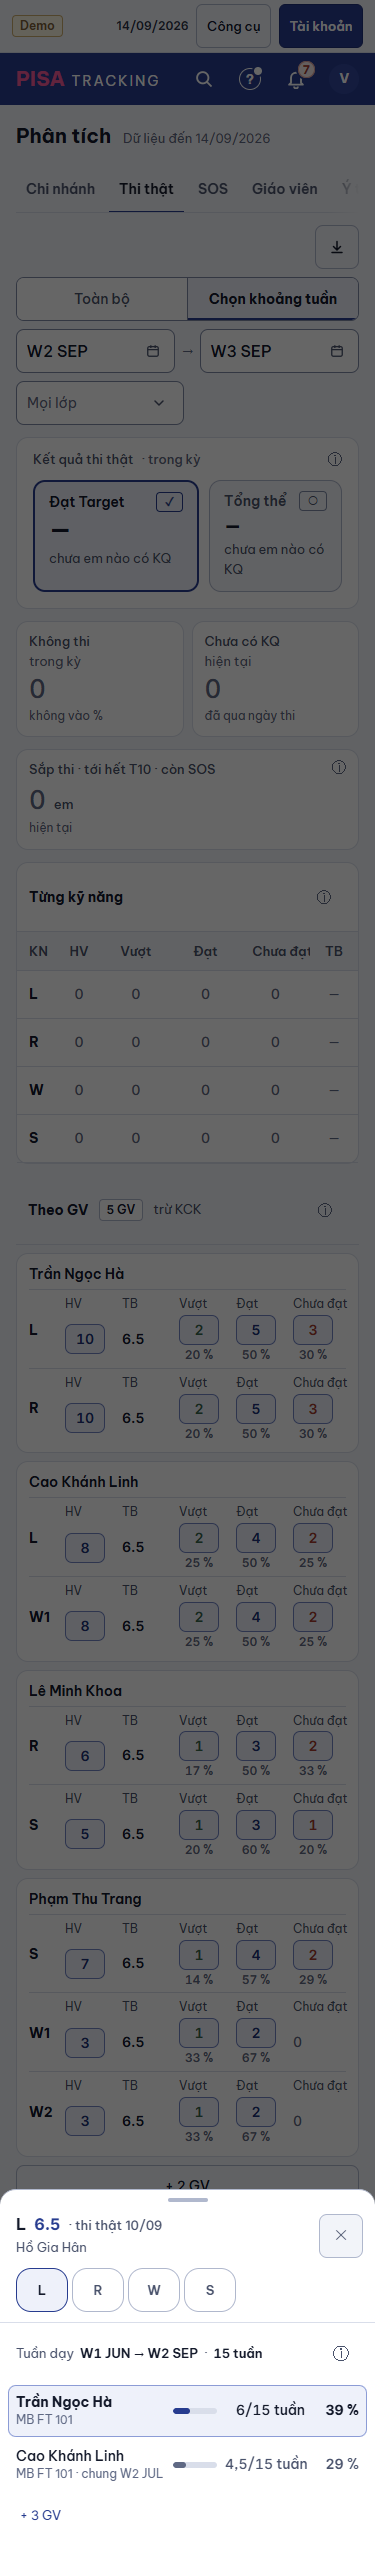 Demo 14/09/2026 Công cụ Tài khoản
PISA TRACKING 7 V
Phân tích Dữ liệu đến 14/09/2026
Chi nhánh Thi thật SOS Giáo viên Ý
Toàn bộ Chọn khoảng tuần
W2 SEP → W3 SEP
Mọi lớp
Kết quả thi thật · trong kỳ
Đạt Target ✓ Tổng thể ○
– –
chưa em nào có KQ chưa em nào có
KQ
Không thi Chưa có KQ
trong kỳ hiện tại
0 0
không vào % đã qua ngày thi
Sắp thi · tới hết T10 · còn SOS
0 em
hiện tại
Từng kỹ năng
KN HV Vượt Đạt Chưa đạt TB
L 0 0 0 0 –
R 0 0 0 0 –
W 0 0 0 0 –
S 0 0 0 0 –
Theo GV 5 GV trừ KCK
Trần Ngọc Hà
HV TB Vượt Đạt Chưa đạt
L 10 6.5 2 5 3
20 % 50 % 30 %
HV TB Vượt Đạt Chưa đạt
R 10 6.5 2 5 3
20 % 50 % 30 %
Cao Khánh Linh
HV TB Vượt Đạt Chưa đạt
L 8 6.5 2 4 2
25 % 50 % 25 %
HV TB Vượt Đạt Chưa đạt
W1 8 6.5 2 4 2
25 % 50 % 25 %
Lê Minh Khoa
HV TB Vượt Đạt Chưa đạt
R 6 6.5 1 3 2
17 % 50 % 33 %
HV TB Vượt Đạt Chưa đạt
S 5 6.5 1 3 1
20 % 60 % 20 %
Phạm Thu Trang
HV TB Vượt Đạt Chưa đạt
S 7 6.5 1 4 2
14 % 57 % 29 %
HV TB Vượt Đạt Chưa đạt
W1 3 6.5 1 2 0
33 % 67 %
HV TB Vượt Đạt Chưa đạt
W2 3 6.5 1 2 0
33 % 67 %
+ 2 GV
L 6.5 · thi thật 10/09
Hồ Gia Hân
L R W S
Tuần dạy W1 JUN → W2 SEP · 15 tuần
Trần Ngọc Hà 6/15 tuần 39 %
MB FT 101
Cao Khánh Linh 4,5/15 tuần 29 %
MB FT 101 · chung W2 JUL
+ 3 GV